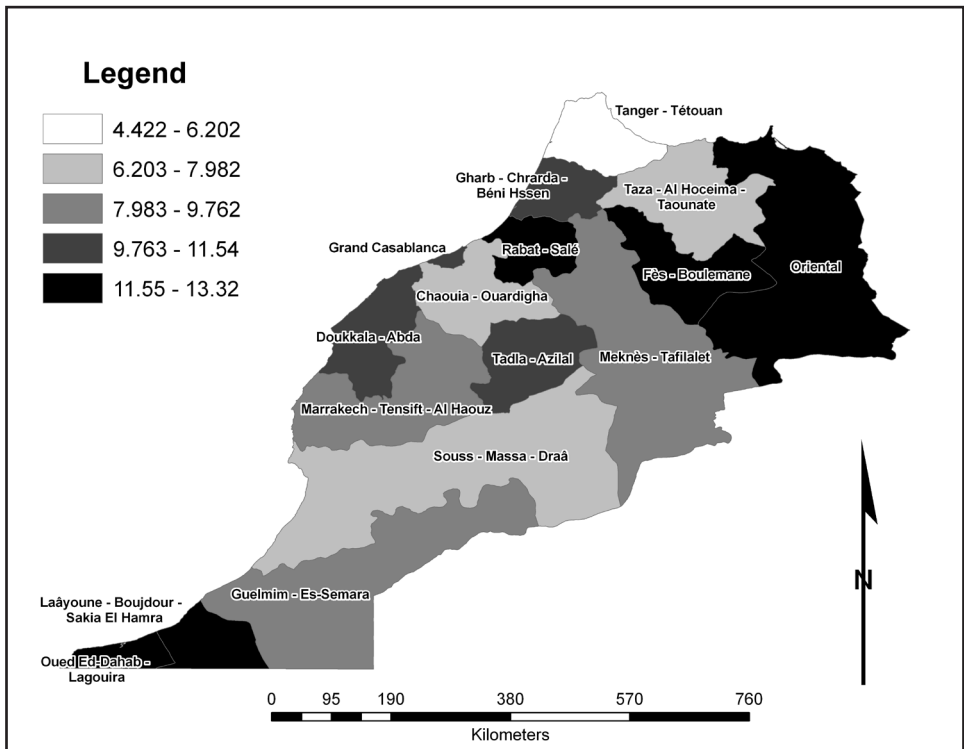 Legend
4.422 - 6.202
6.203 - 7.982
7.983 - 9.762
9.763 - 11.54
11.55 - 13.32
Tanger - Tétouan
Gharb - Chrarda -
Béni Hssen
Taza - Al Hoceima -
Taounate
Grand Casablanca
Rabat - Salé
Fès - Boulemane
Oriental
Chaouia - Ouardigha
Doukkala - Abda
Tadla - Azilal
Meknès - Tafilalet
Marrakech - Tensift - Al Haouz
Souss - Massa - Draâ
Guelmim - Es-Semara
Laâyoune - Boujdour -
Sakia El Hamra
Oued Ed-Dahab -
Lagouira
N
0 95 190 380 570 760
Kilometers